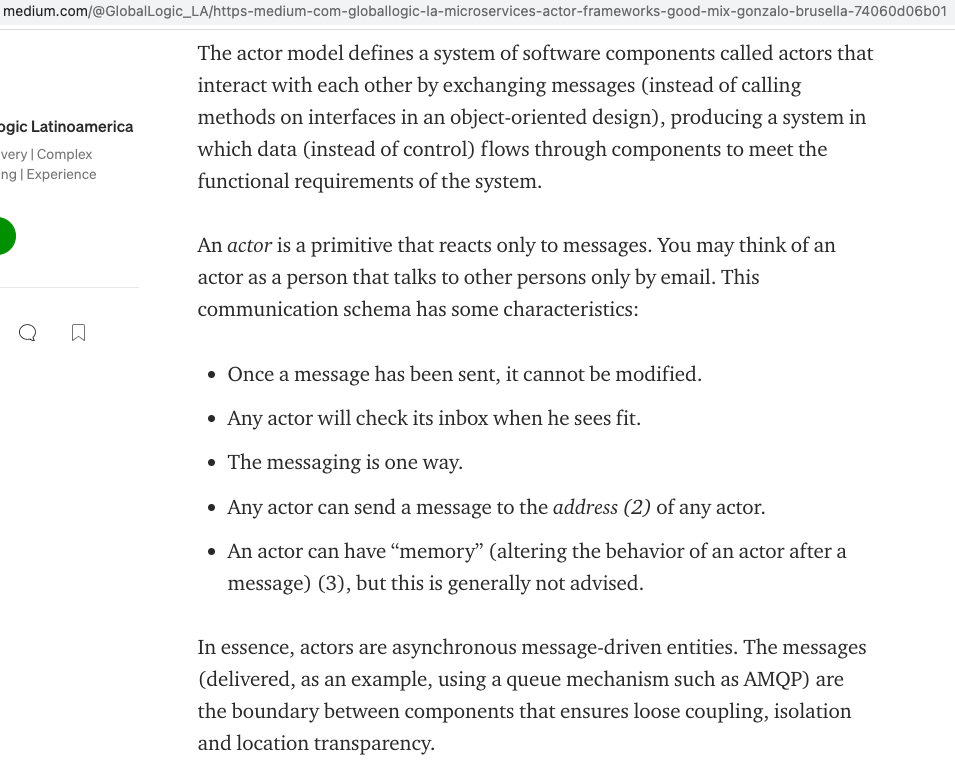 medium.com/@GlobalLogic_LA/https-medium-com-globallogic-la-microservices-actor-frameworks-good-mix-gonzalo-brusella-74060d06b01
ogic Latinoamerica
very | Complex
ng | Experience
The actor model defines a system of software components called actors that
interact with each other by exchanging messages (instead of calling
methods on interfaces in an object-oriented design), producing a system in
which data (instead of control) flows through components to meet the
functional requirements of the system.
An actor is a primitive that reacts only to messages. You may think of an
actor as a person that talks to other persons only by email. This
communication schema has some characteristics:
• Once a message has been sent, it cannot be modified.
• Any actor will check its inbox when he sees fit.
• The messaging is one way.
• Any actor can send a message to the address (2) of any actor.
• An actor can have “memory” (altering the behavior of an actor after a
message) (3), but this is generally not advised.
In essence, actors are asynchronous message-driven entities. The messages
(delivered, as an example, using a queue mechanism such as AMQP) are
the boundary between components that ensures loose coupling, isolation
and location transparency.